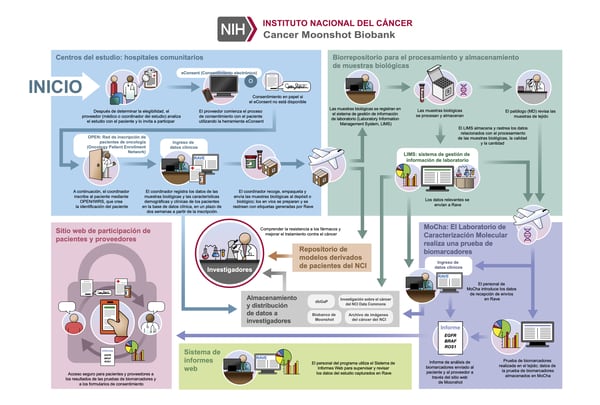 NIH
INSTITUTO NACIONAL DEL CÁNCER
Cancer Moonshot Biobank
Centros del estudio: hospitales comunitarios
INICIO
Después de determinar la elegibilidad, el
proveedor (médico o coordinador del estudio) analiza
el estudio con el paciente y lo invita a participar
eConsent (Consentimiento electrónico)
El proveedor comienza el proceso
de consentimiento con el paciente
utilizando la herramienta eConsent
Consentimiento en papel si
el eConsent no está disponible
OPEN: Red de inscripción de
pacientes de oncología
(Oncology Patient Enrollment
Network)
A continuación, el coordinador
inscribe al paciente mediante
OPEN/IWRS, que crea
la identificación del paciente
Ingreso de
datos clínicos
RAVE
El coordinador registra los datos de las
muestras biológicas y las características
demográficas y clínicas de los pacientes
en la base de datos clínica, en un plazo de
dos semanas a partir de la inscripción.
El coordinador recoge, empaqueta y
envía las muestras biológicas al depósito o
biológico; los en vios se preparan y se
rastrean con etiquetas generadas por Rave
Biorrepositorio para el procesamiento y almacenamiento
de muestras biológicas
Las muestras biológicas se registran en
el sistema de gestión de información
de laboratorio (Laboratory Information
Management System, LIMS)
Las muestras biológicas
se procesan y almacenan
El patólogo (MD) revisa las
muestras de tejido
El LIMS almacena y rastrea los datos
relacionados con el procesamiento
de las muestras biológicas, la calidad
y la cantidad
LIMS: sistema de gestión de
información de laboratorio
Los datos relevantes se
envían a Rave
Sitio web de participación de
pacientes y proveedores
Acceso seguro para pacientes y proveedores a
los resultados de las pruebas de biomarcadores y
a los formularios de consentimiento
Investigadores
Comprender la resistencia a los fármacos y
mejorar el tratamiento contra el cáncer
Repositorio de
modelos derivados
de pacientes del NCI
Almacenamiento
y distribución
de datos a
investigadores
dbGaP
Investigación sobre el cáncer
del NCI Data Commons
Biobanco de
Moonshot
Archivo de imágenes
del cáncer del NCI
Sistema de
informes
web
RAVE
El personal del programa utiliza el Sistema de
Informes Web para supervisar y revisar
los datos del estudio capturados en Rave
MoCha: El Laboratorio de
Caracterización Molecular
realiza una prueba de
biomarcadores
Ingreso de
datos clínicos
RAVE
El personal de
MoCha introduce los datos
de recepción de envíos
en Rave
Informe
EGFR
BRAF
ROS1
Informe de análisis de
biomarcadores enviado al
paciente y al proveedor a
través del sitio web
de Moonshot
Prueba de biomarcadores
realizada en el tejido; datos de
la prueba de biomarcadores
almacenados en MoCha